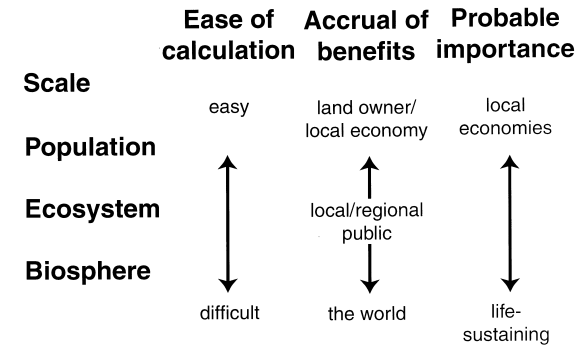 Ease of calculation
Accrual of benefits
Probable importance
Scale
easy
land owner/
local economy
local
economies
Population
Ecosystem
local/regional
public
Biosphere
difficult
the world
life-
sustaining